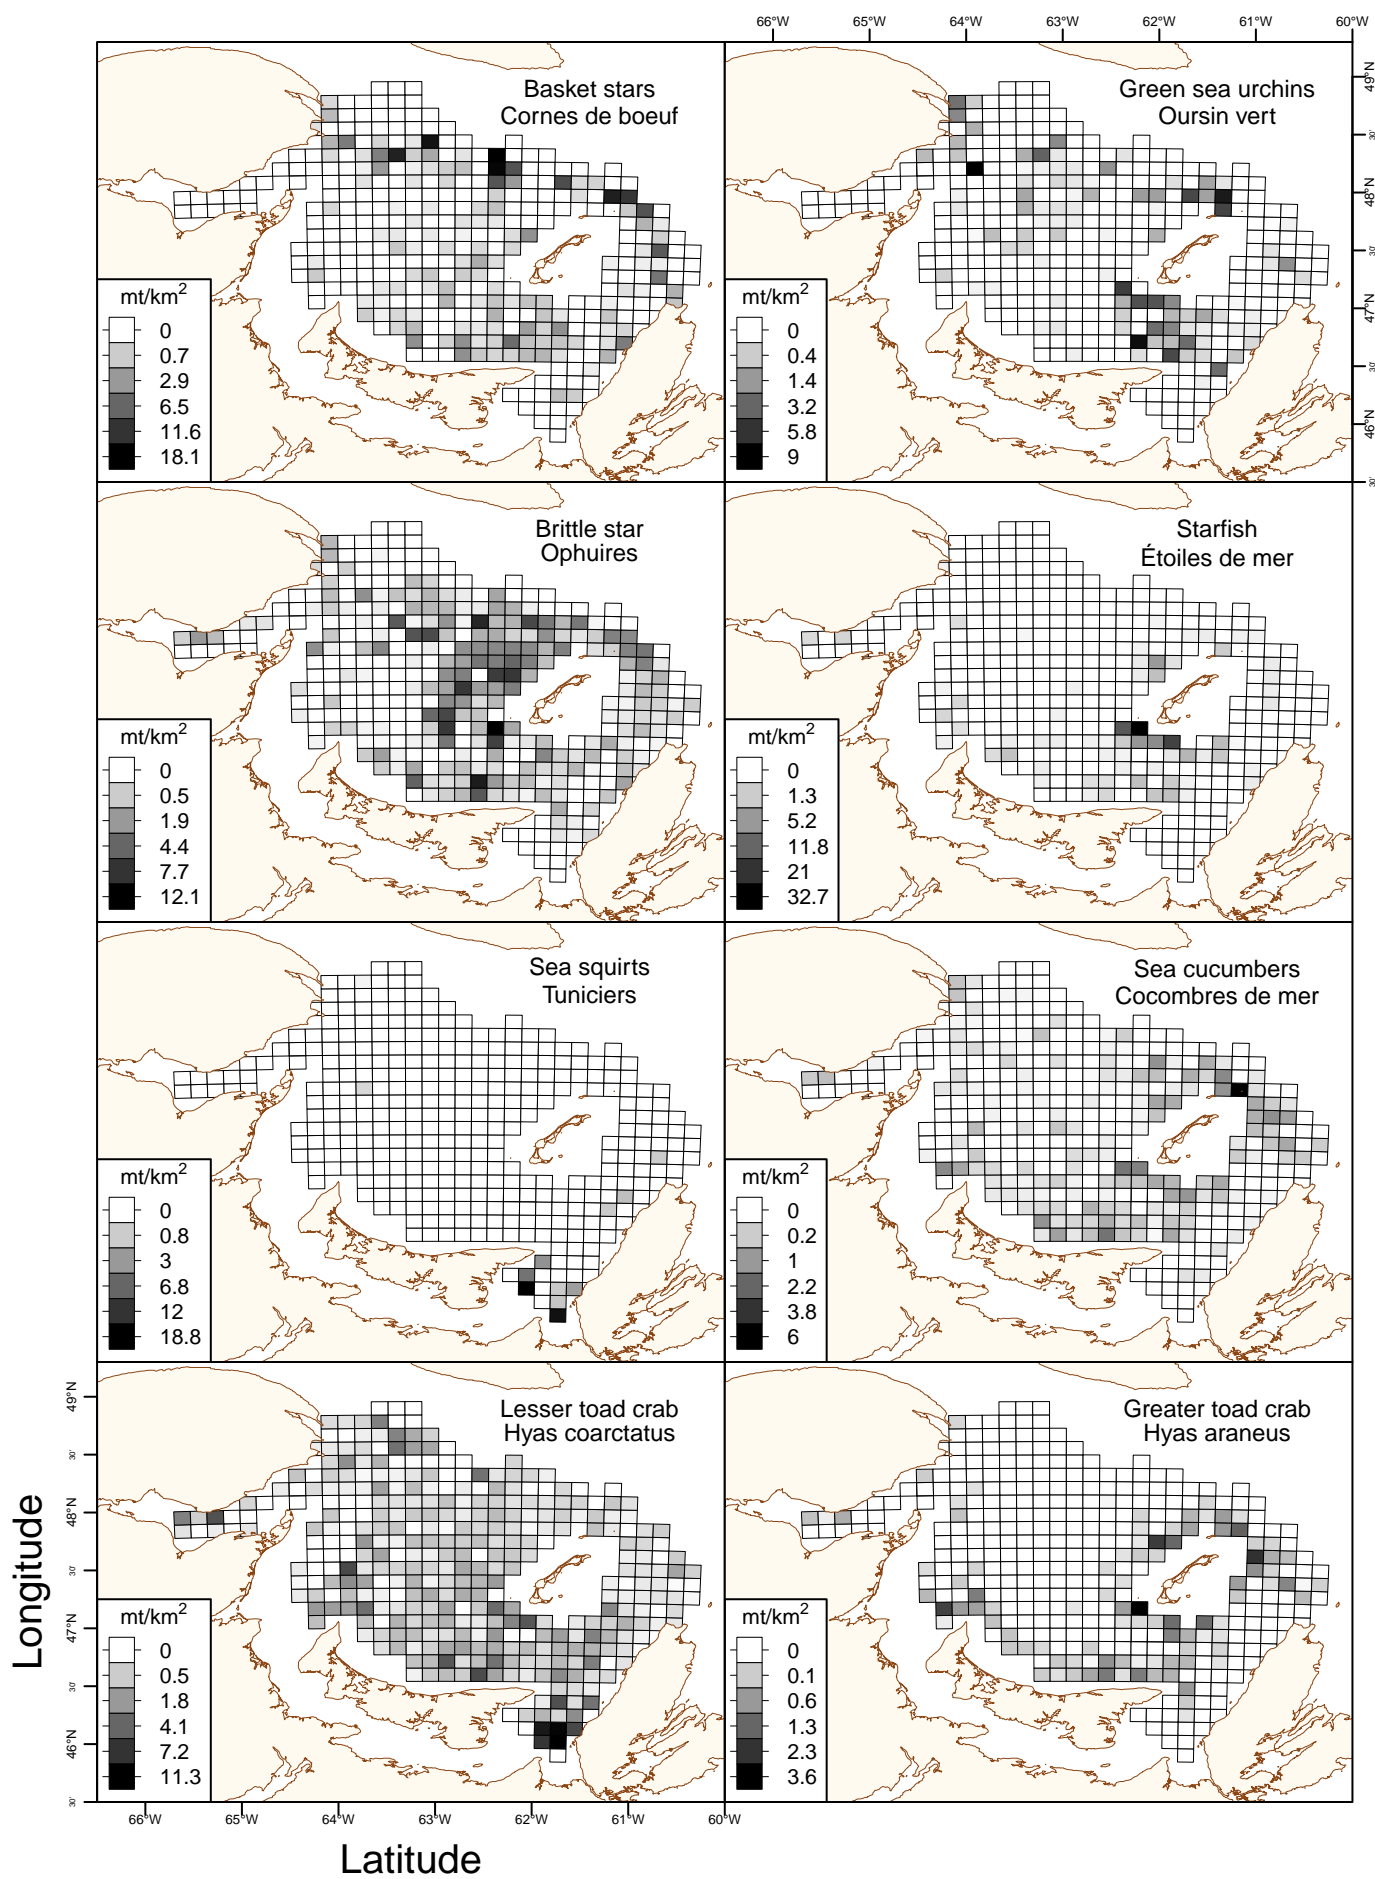 66°W 65°W 64°W 63°W 62°W 61°W 60°W
Basket stars
Cornes de boeuf
mt/km2
0
0.7
2.9
6.5
11.6
18.1
Green sea urchins
Oursin vert
mt/km2
0
0.4
1.4
3.2
5.8
9
49°N
30'
48°N
30'
47°N
30'
46°N
30'
Brittle star
Ophuires
mt/km2
0
0.5
1.9
4.4
7.7
12.1
Starfish
Étoiles de mer
mt/km2
0
1.3
5.2
11.8
21
32.7
Sea squirts
Tuniciers
mt/km2
0
0.8
3
6.8
12
18.8
Sea cucumbers
Cocombres de mer
mt/km2
0
0.2
1
2.2
3.8
6
49°N
30'
48°N
30'
47°N
30'
46°N
30'
Longitude
Lesser toad crab
Hyas coarctatus
mt/km2
0
0.5
1.8
4.1
7.2
11.3
Greater toad crab
Hyas araneus
mt/km2
0
0.1
0.6
1.3
2.3
3.6
66°W 65°W 64°W 63°W 62°W 61°W 60°W
Latitude